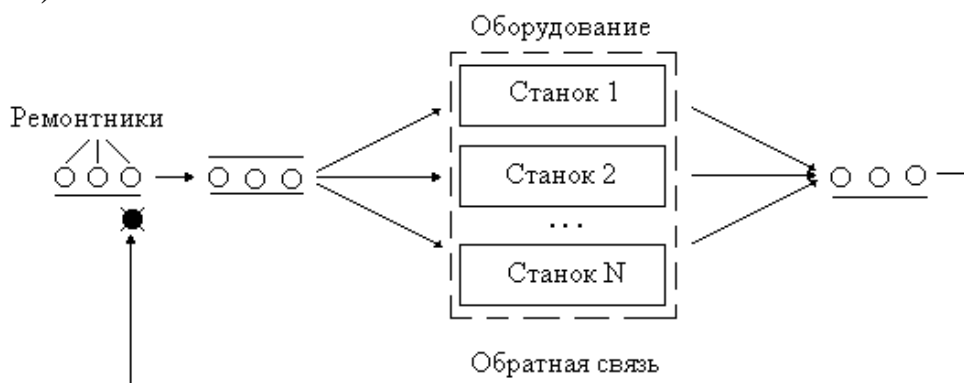 Оборудование
Станок 1
Ремонтники
Станок 2
...
Станок N
Обратная связь